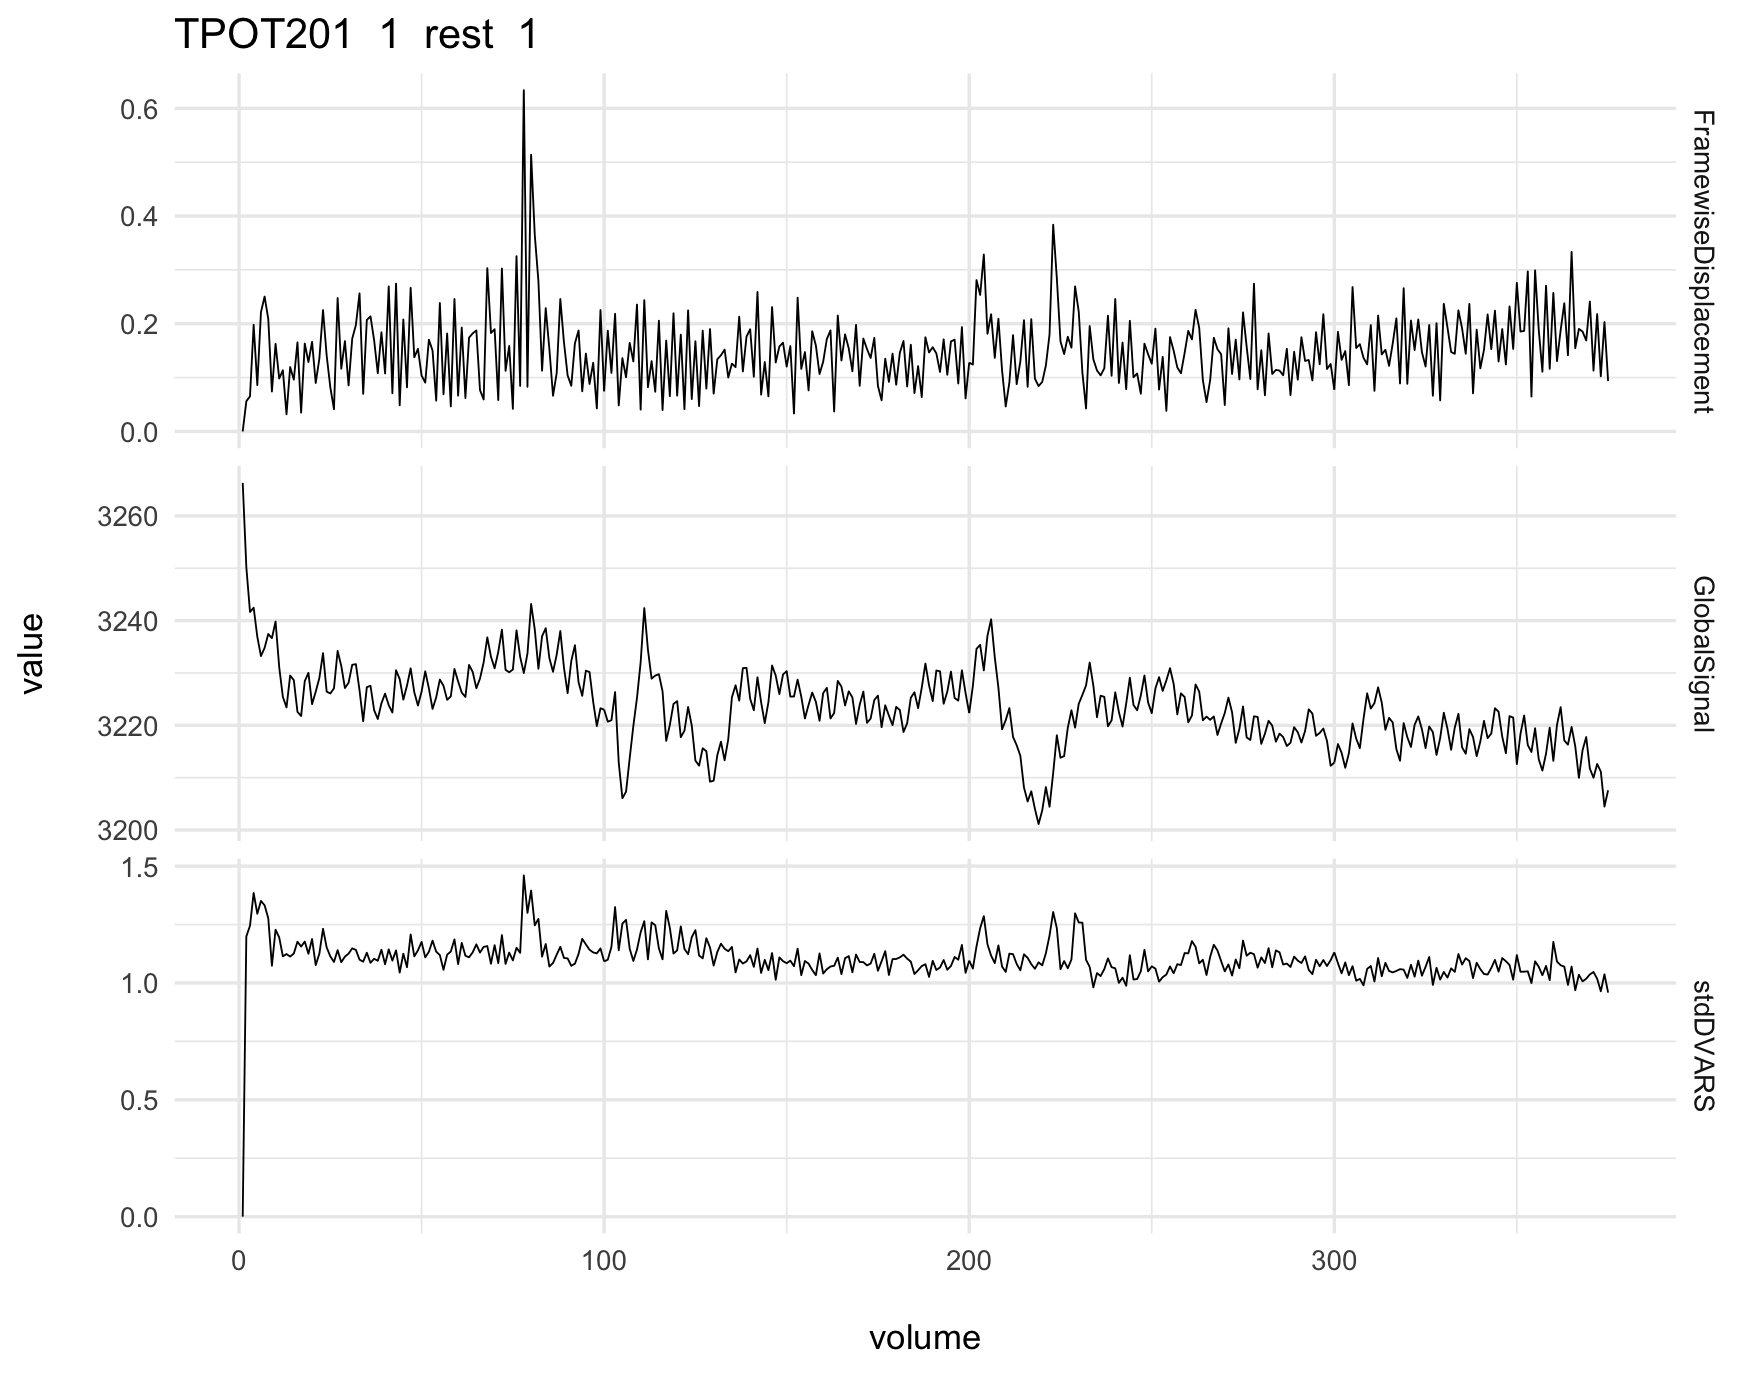 TPOT201 1 rest 1
0.6
0.4
0.2
0.0
FramewiseDisplacement
3260
3240
3220
3200
GlobalSignal
value
1.5
1.0
0.5
0.0
stdDVARS
0 100 200 300
volume